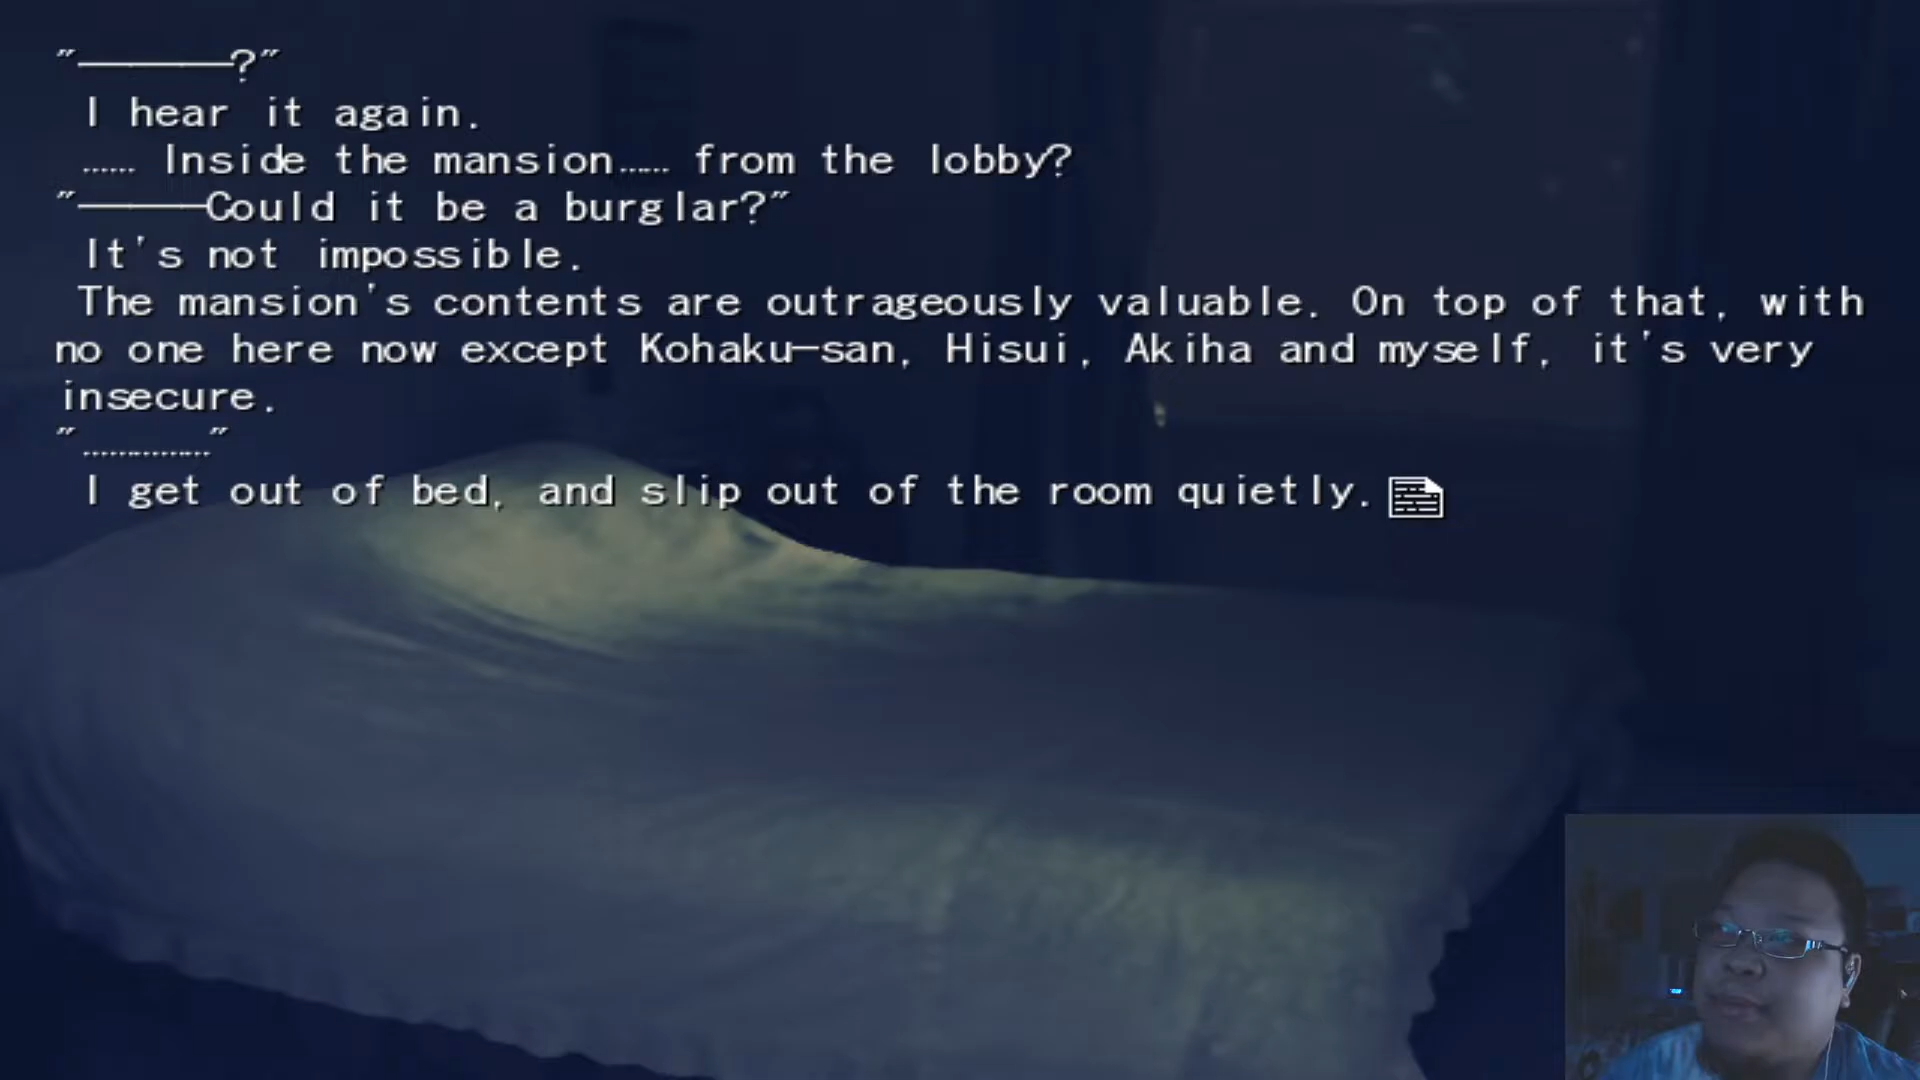 "――――――?"
I hear it again.
…… Inside the mansion…… from the lobby?
"―――――Could it be a burglar?"
It's not impossible.
The mansion's contents are outrageously valuable. On top of that, with
no one here now except Kohaku-san, Hisui, Akiha and myself, it's very
insecure.
"……………"
I get out of bed, and slip out of the room quietly.